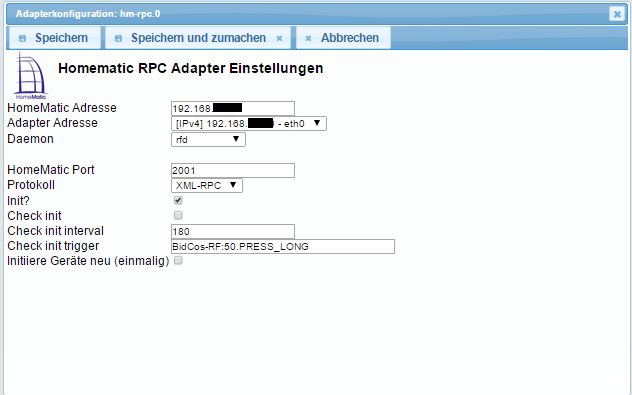 Adapterkonfiguration: hm-rpc.0
Speichern Speichern und zumachen Abbrechen
HomeMatic
Homematic RPC Adapter Einstellungen
HomeMatic Adresse 192.168.
Adapter Adresse [IPv4] 192.168. - eth0
Daemon rfd
HomeMatic Port 2001
Protokoll XML-RPC
Init?
Check init
Check init interval 180
Check init trigger BidCos-RF:50.PRESS_LONG
Initiiere Geräte neu (einmalig)